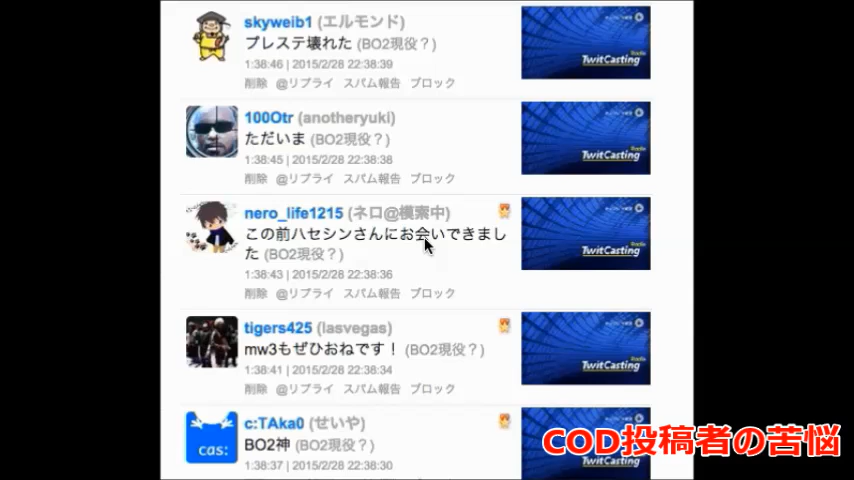 skyweib1 (エルモンド)
プレステ壊れた (BO2現役？)
1:38:46 | 2015/2/28 22:38:39
削除 @リプライ スパム報告 ブロック
TwitCasting
100Otr (anotheryuki)
ただいま (BO2現役？)
1:38:45 | 2015/2/28 22:38:38
削除 @リプライ スパム報告 ブロック
TwitCasting
nero_life1215 (ネロ@模索中)
この前ハセシンさんにお会いできまし
た (BO2現役？)
1:38:43 | 2015/2/28 22:38:36
削除 @リプライ スパム報告 ブロック
TwitCasting
tigers425 (lasvegas)
mw3もぜひおねです！ (BO2現役？)
1:38:41 | 2015/2/28 22:38:34
削除 @リプライ スパム報告 ブロック
TwitCasting
cas:
c:TAka0 (せいや)
BO2神 (BO2現役？)
1:38:37 | 2015/2/28 22:38:30
TwitCasting
COD投稿者の苦悩